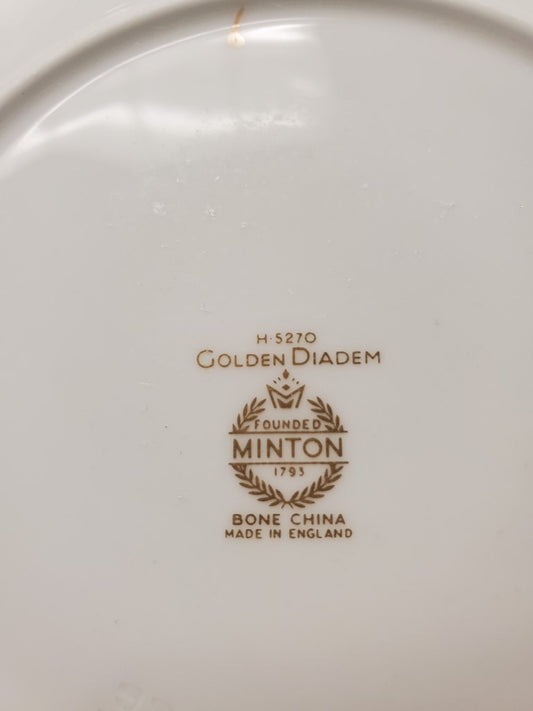 H·5270
GOLDEN DIADEM
FOUNDED
MINTON
1793
BONE CHINA
MADE IN ENGLAND